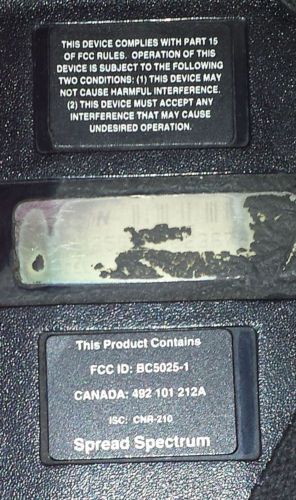 THIS DEVICE COMPLIES WITH PART 15
OF FCC RULES. OPERATION OF THIS
DEVICE IS SUBJECT TO THE FOLLOWING
TWO CONDITIONS: (1) THIS DEVICE MAY
NOT CAUSE HARMFUL INTERFERENCE.
(2) THIS DEVICE MUST ACCEPT ANY
INTERFERENCE THAT MAY CAUSE
UNDESIRED OPERATION.
This Product Contains
FCC ID: BC5025-1
CANADA: 492 101 212A
ISC: CNR-210
Spread Spectrum